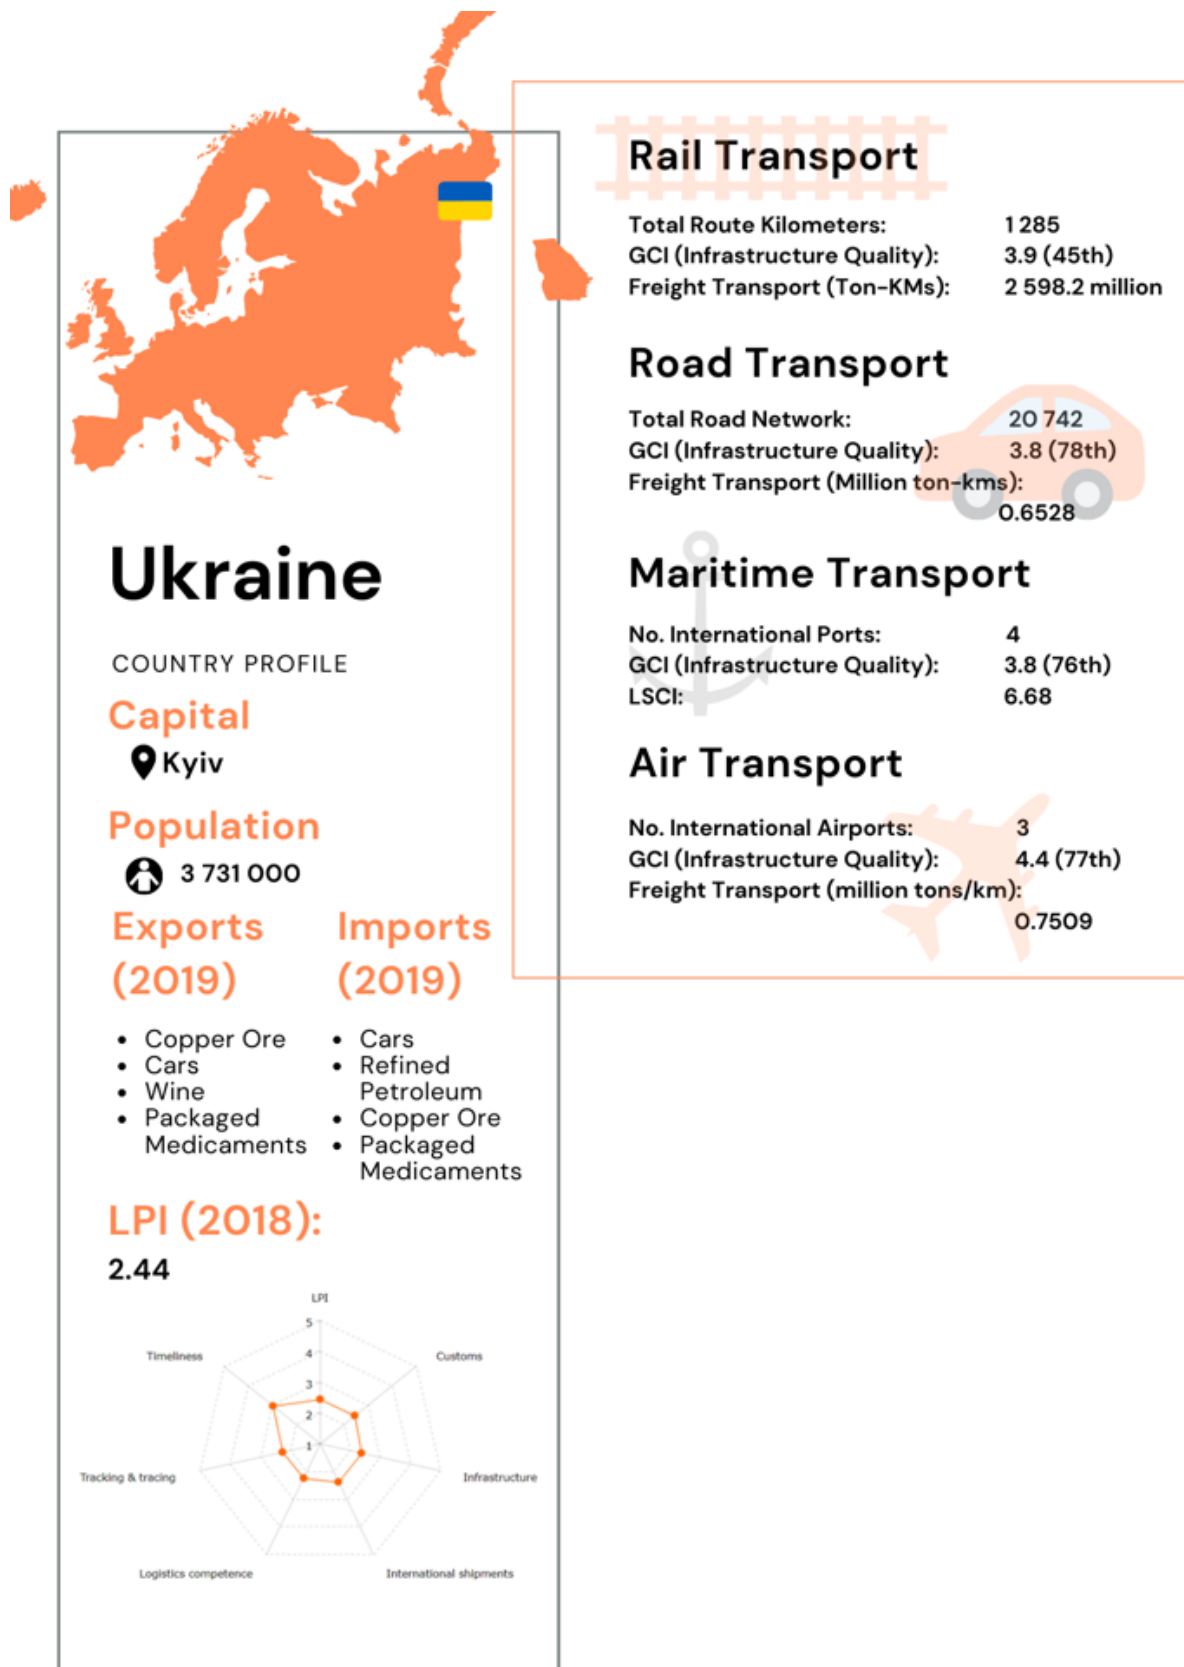 Ukraine
COUNTRY PROFILE
Capital
Kyiv
Population
3 731 000
Exports
(2019)
• Copper Ore
• Cars
• Wine
• Packaged
Medicaments
Imports
(2019)
• Cars
• Refined
Petroleum
• Copper Ore
• Packaged
Medicaments
LPI (2018):
2.44
LPI
5
4
3
2
1
Customs
Infrastructure
International shipments
Logistics competence
Tracking & tracing
Timeliness
Rail Transport
Total Route Kilometers: 1 285
GCI (Infrastructure Quality): 3.9 (45th)
Freight Transport (Ton-KMs): 2 598.2 million
Road Transport
Total Road Network: 20 742
GCI (Infrastructure Quality): 3.8 (78th)
Freight Transport (Million ton-kms):
0.6528
Maritime Transport
No. International Ports: 4
GCI (Infrastructure Quality): 3.8 (76th)
LSCI: 6.68
Air Transport
No. International Airports: 3
GCI (Infrastructure Quality): 4.4 (77th)
Freight Transport (million tons/km):
0.7509